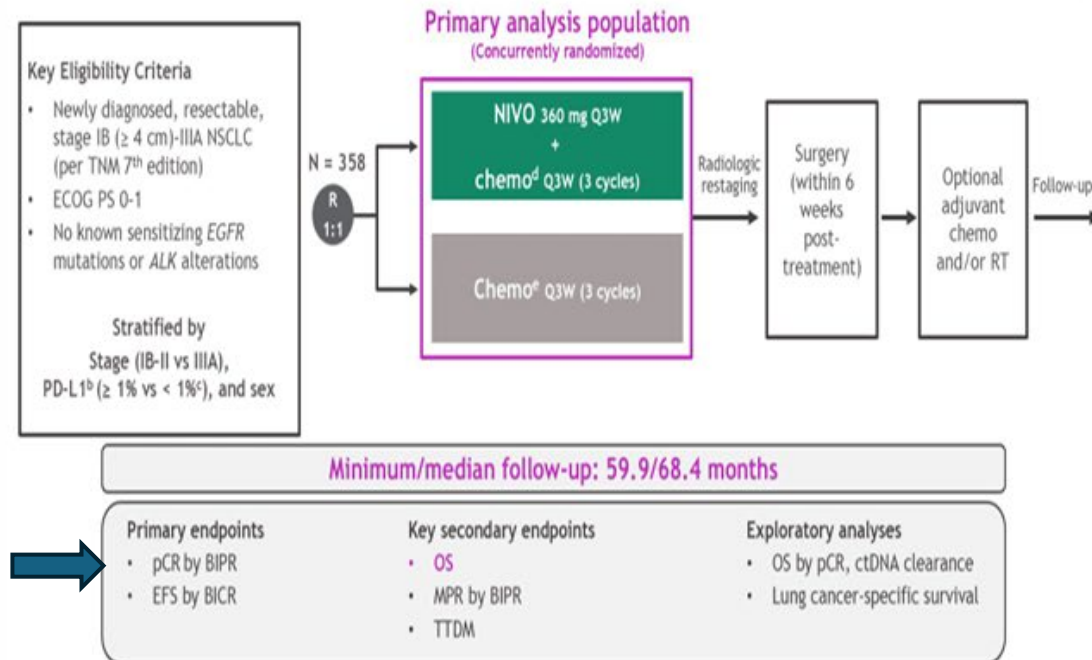 Primary analysis population
(Concurrently randomized)
Key Eligibility Criteria
• Newly diagnosed, resectable,
stage IB (≥ 4 cm)-IIIA NSCLC
(per TNM 7th edition)
• ECOG PS 0-1
• No known sensitizing EGFR
mutations or ALK alterations
Stratified by
Stage (IB-II vs IIIA),
PD-L1ᵇ (≥ 1% vs < 1%ᶜ), and sex
N = 358
R
1:1
NIVO 360 mg Q3W
+
chemoᵈ Q3W (3 cycles)
Chemoᵉ Q3W (3 cycles)
Radiologic
restaging
Surgery
(within 6
weeks
post-
treatment)
Optional
adjuvant
chemo
and/or RT
Follow-up
Minimum/median follow-up: 59.9/68.4 months
Primary endpoints
• pCR by BIPR
• EFS by BICR
Key secondary endpoints
• OS
• MPR by BIPR
• TTDM
Exploratory analyses
• OS by pCR, ctDNA clearance
• Lung cancer-specific survival